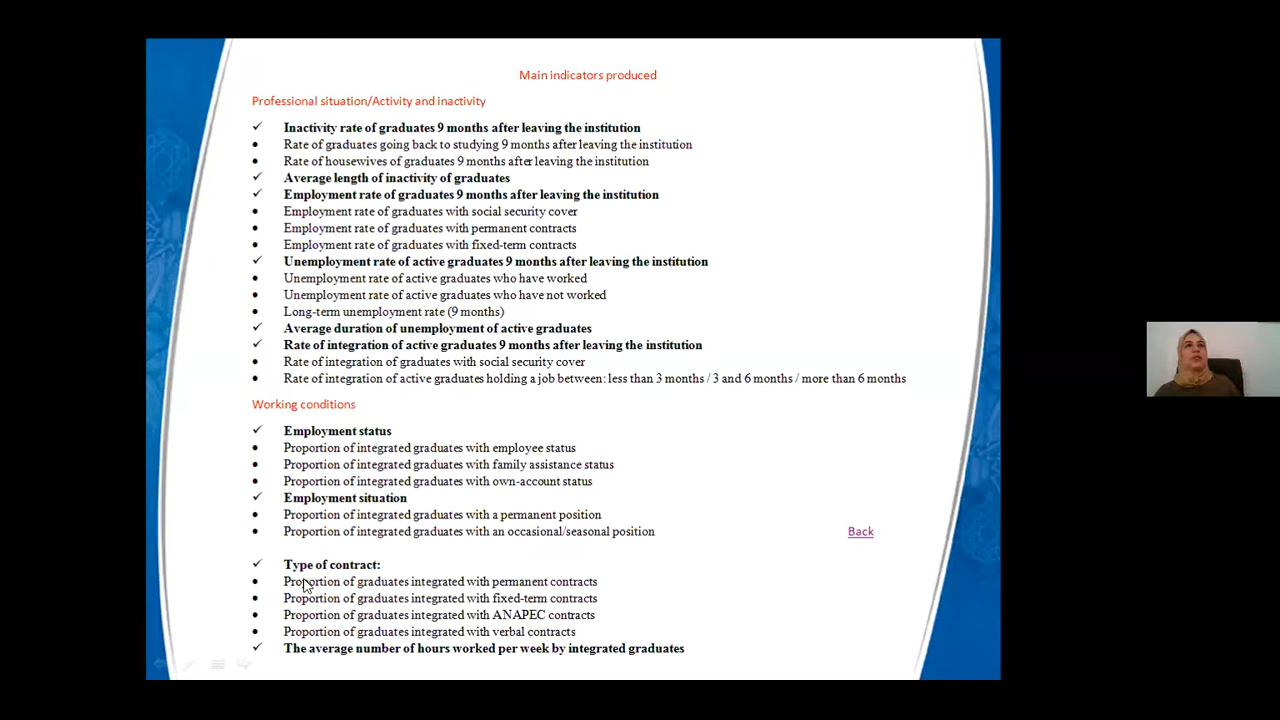 Main indicators produced
Professional situation/Activity and inactivity
✓ Inactivity rate of graduates 9 months after leaving the institution
• Rate of graduates going back to studying 9 months after leaving the institution
• Rate of housewives of graduates 9 months after leaving the institution
✓ Average length of inactivity of graduates
✓ Employment rate of graduates 9 months after leaving the institution
• Employment rate of graduates with social security cover
• Employment rate of graduates with permanent contracts
• Employment rate of graduates with fixed-term contracts
✓ Unemployment rate of active graduates 9 months after leaving the institution
• Unemployment rate of active graduates who have worked
• Unemployment rate of active graduates who have not worked
• Long-term unemployment rate (9 months)
✓ Average duration of unemployment of active graduates
✓ Rate of integration of active graduates 9 months after leaving the institution
• Rate of integration of graduates with social security cover
• Rate of integration of active graduates holding a job between: less than 3 months / 3 and 6 months / more than 6 months
Working conditions
✓ Employment status
• Proportion of integrated graduates with employee status
• Proportion of integrated graduates with family assistance status
• Proportion of integrated graduates with own-account status
✓ Employment situation
• Proportion of integrated graduates with a permanent position
• Proportion of integrated graduates with an occasional/seasonal position
Back
✓ Type of contract:
• Proportion of graduates integrated with permanent contracts
• Proportion of graduates integrated with fixed-term contracts
• Proportion of graduates integrated with ANAPEC contracts
• Proportion of graduates integrated with verbal contracts
✓ The average number of hours worked per week by integrated graduates